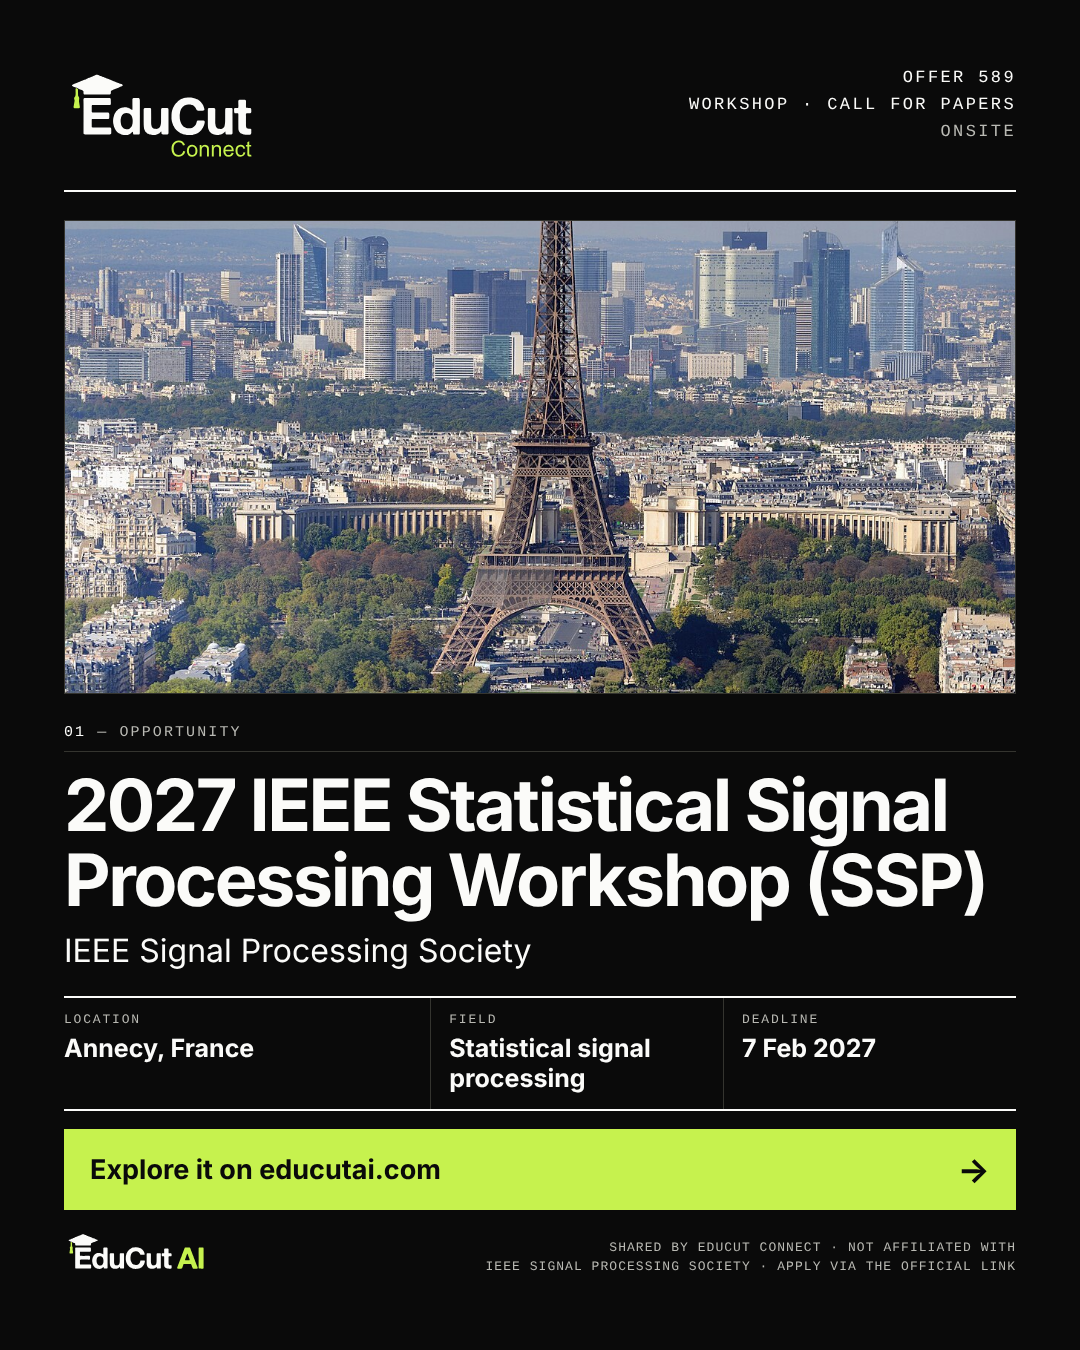 EduCut
Connect
OFFER 589
WORKSHOP · CALL FOR PAPERS
ONSITE
01 — OPPORTUNITY
2027 IEEE Statistical Signal
Processing Workshop (SSP)
IEEE Signal Processing Society
LOCATION
Annecy, France
FIELD
Statistical signal
processing
DEADLINE
7 Feb 2027
Explore it on educutai.com →
EduCut AI
SHARED BY EDUCUT CONNECT · NOT AFFILIATED WITH
IEEE SIGNAL PROCESSING SOCIETY · APPLY VIA THE OFFICIAL LINK